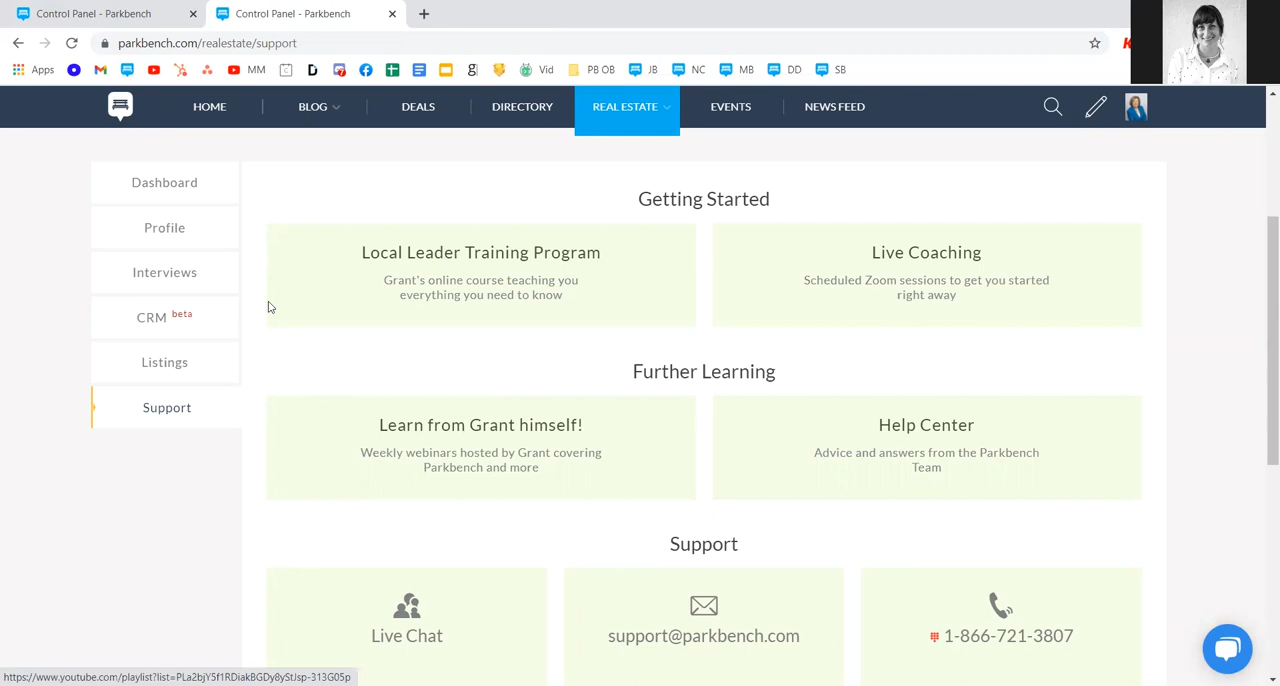 Control Panel - Parkbench
Control Panel - Parkbench
parkbench.com/realestate/support
Apps
MM
Vid
PB OB
JB
NC
MB
DD
SB
HOME
BLOG
DEALS
DIRECTORY
REAL ESTATE
EVENTS
NEWS FEED
Dashboard
Profile
Interviews
CRM beta
Listings
Support
Getting Started
Local Leader Training Program
Grant's online course teaching you
everything you need to know
Live Coaching
Scheduled Zoom sessions to get you started
right away
Further Learning
Learn from Grant himself!
Weekly webinars hosted by Grant covering
Parkbench and more
Help Center
Advice and answers from the Parkbench
Team
Support
Live Chat
support@parkbench.com
1-866-721-3807
https://www.youtube.com/playlist?list=PLa2bjY5f1RDiakBGDy8yStJsp-313G05p